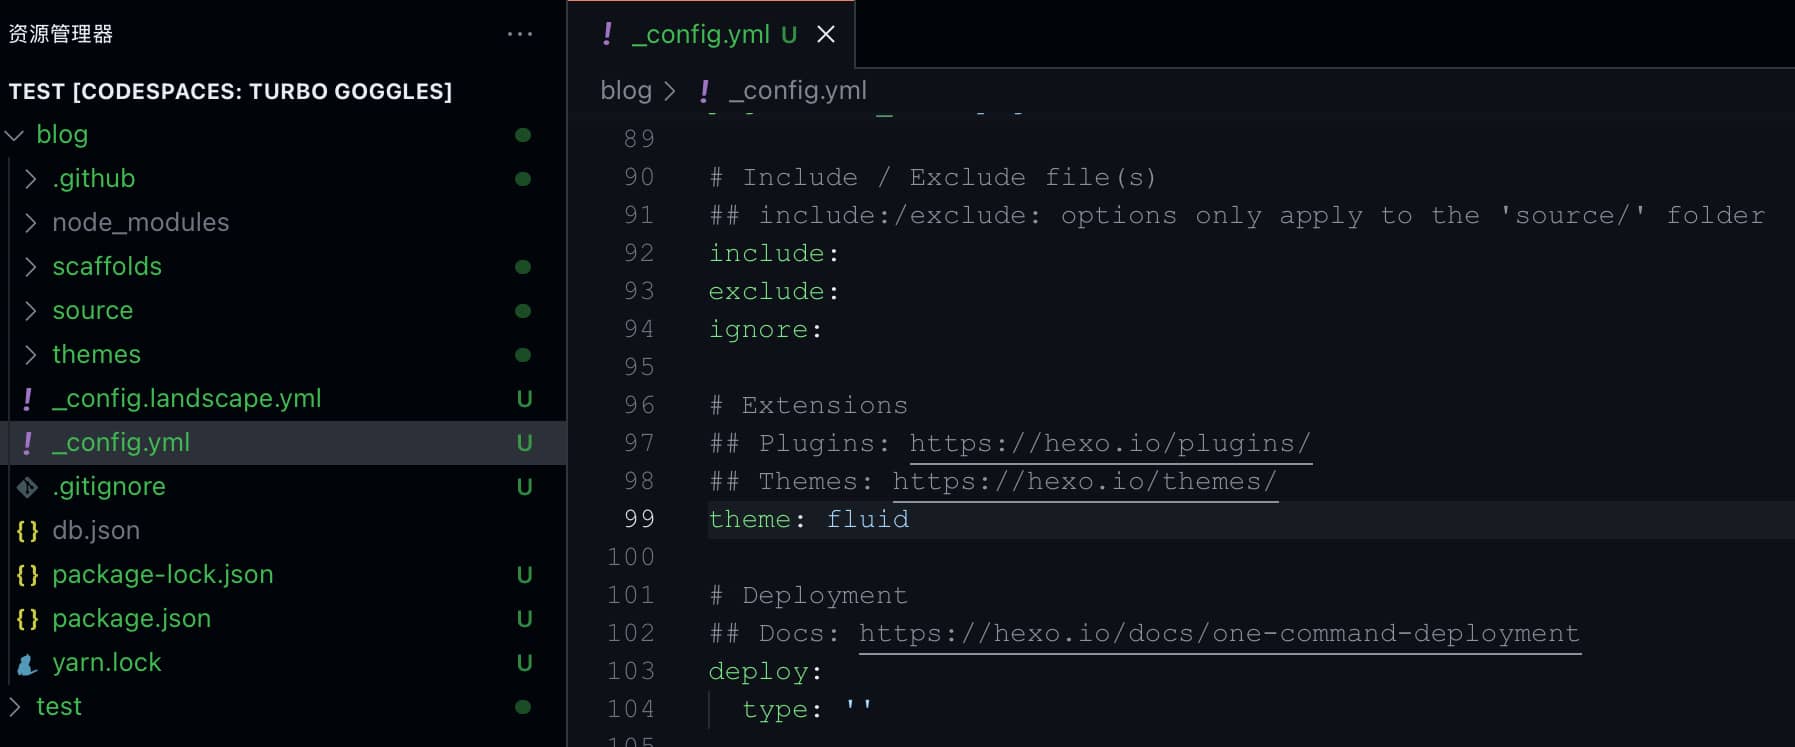 资源管理器 ···
TEST [CODESPACES: TURBO GOGGLES]
blog
.github
node_modules
scaffolds
source
themes
! _config.landscape.yml U
! _config.yml U
.gitignore U
{} db.json
{} package-lock.json U
{} package.json U
yarn.lock U
test
! _config.yml U
blog > ! _config.yml
89
90 # Include / Exclude file(s)
91 ## include:/exclude: options only apply to the 'source/' folder
92 include:
93 exclude:
94 ignore:
95
96 # Extensions
97 ## Plugins: https://hexo.io/plugins/
98 ## Themes: https://hexo.io/themes/
99 theme: fluid
100
101 # Deployment
102 ## Docs: https://hexo.io/docs/one-command-deployment
103 deploy:
104 type: ''
105